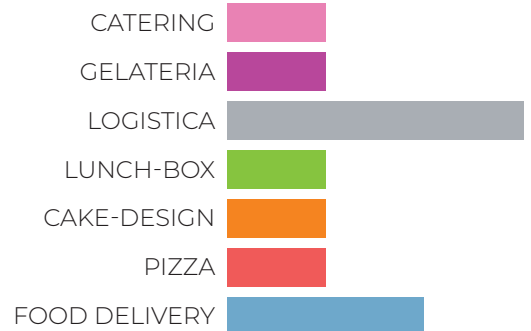 CATERING
GELATERIA
LOGISTICA
LUNCH-BOX
CAKE-DESIGN
PIZZA
FOOD DELIVERY